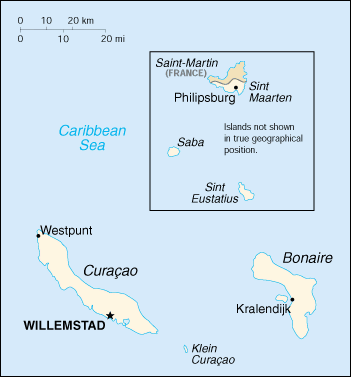 0 10 20 km
0 10 20 mi
Saint-Martin
(FRANCE)
Sint
Maarten
Philipsburg
Islands not shown
in true geographical
position.
Caribbean
Sea
Saba
Sint
Eustatius
Westpunt
Curaçao
Bonaire
Kralendijk
WILLEMSTAD
Klein
Curaçao